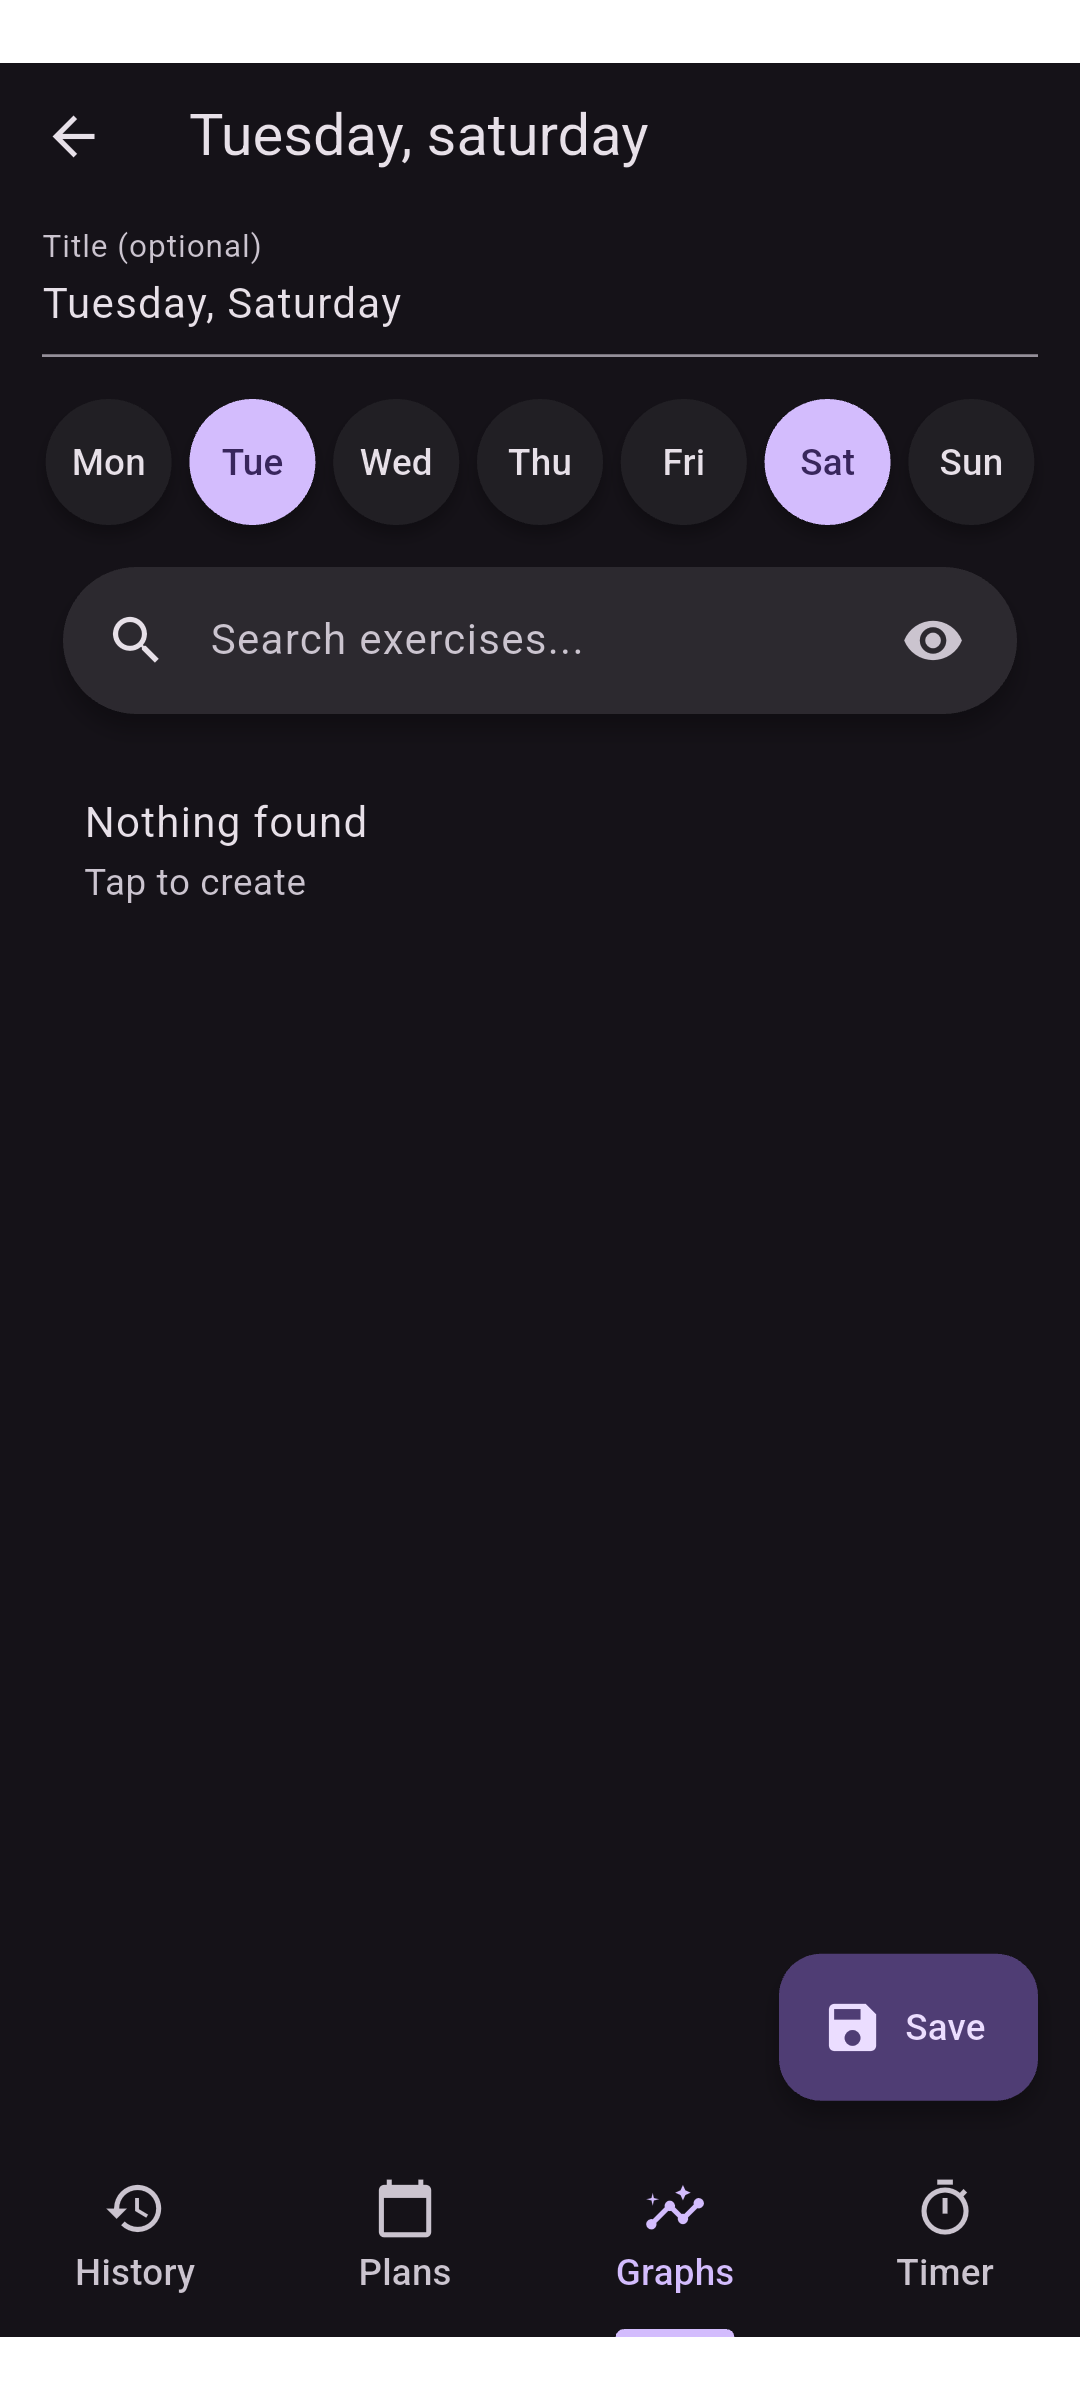 Tuesday, saturday
Title (optional)
Tuesday, Saturday
Mon Tue Wed Thu Fri Sat Sun
Search exercises...
Nothing found
Tap to create
Save
History Plans Graphs Timer